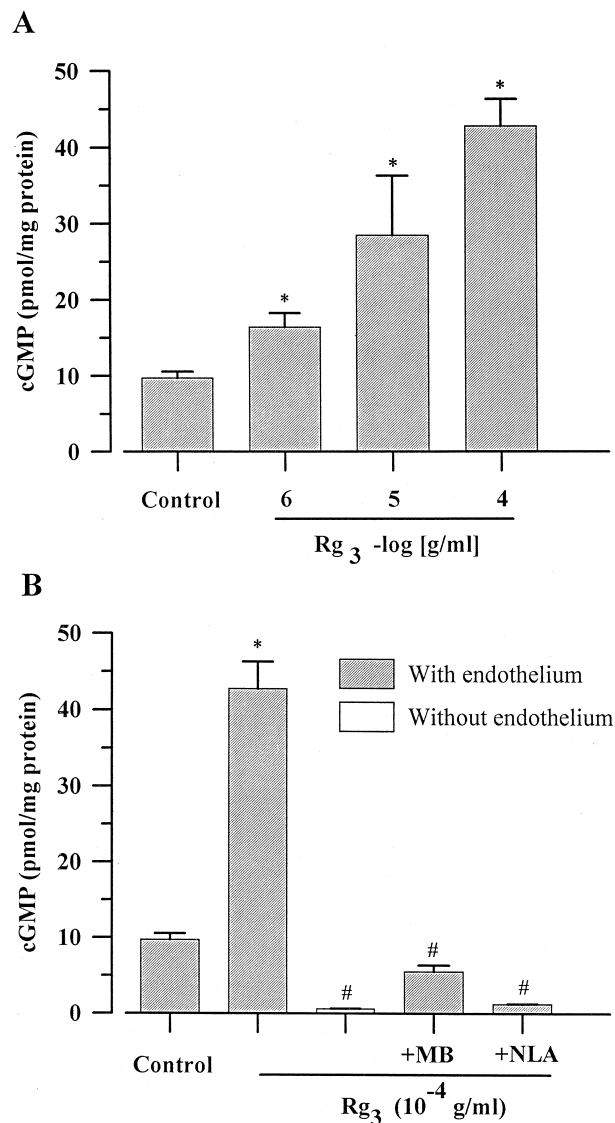 A
50
40
30
20
10
0
cGMP (pmol/mg protein)
*
*
*
Control 6 5 4
Rg3 -log [g/ml]
B
50
40
30
20
10
0
cGMP (pmol/mg protein)
*
With endothelium
Without endothelium
#
#
#
Control +MB +NLA
Rg3 (10-4 g/ml)